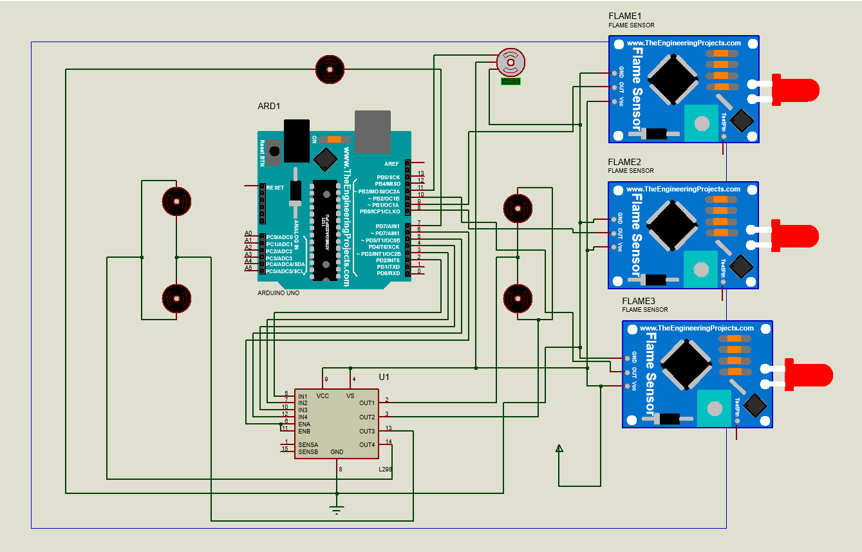 FLAME1
FLAME SENSOR
www.TheEngineeringProjects.com
Flame Sensor
GND
OUT
Vcc
TestPin
ARD1
Reset BTN
ON
www.TheEngineeringProjects.com
AREF
RESET
13
PB5/SCK
12
PB4/MISO
11
~ PB3/MOSI/OC2A
10
~ PB2/OC1B
9
~ PB1/OC1A
8
PB0/ICP1/CLKO
7
PD7/AIN1
6
~ PD6/AIN0
5
~ PD5/T1/OC0B
4
PD4/T0/XCK
3
~ PD3/INT1/OC2B
2
PD2/INT0
1
PD1/TXD
0
PD0/RXD
ANALOG IN
A0
PC0/ADC0
A1
PC1/ADC1
A2
PC2/ADC2
A3
PC3/ADC3
A4
PC4/ADC4/SDA
A5
PC5/ADC5/SCL
ARDUINO UNO
FLAME2
FLAME SENSOR
www.TheEngineeringProjects.com
Flame Sensor
GND
OUT
Vcc
TestPin
FLAME3
FLAME SENSOR
www.TheEngineeringProjects.com
Flame Sensor
GND
OUT
Vcc
TestPin
U1
9
4
VCC
VS
5
IN1
7
IN2
10
IN3
12
IN4
6
ENA
11
ENB
1
SENSA
15
SENSB
OUT1
2
OUT2
3
OUT3
13
OUT4
14
GND
8
L298